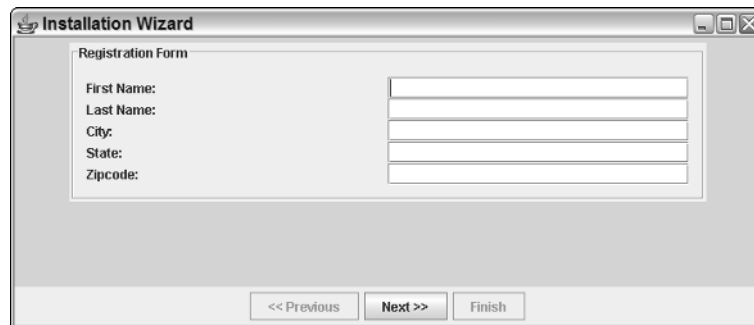 Installation Wizard
Registration Form
First Name:
Last Name:
City:
State:
Zipcode:
<< Previous Next >> Finish